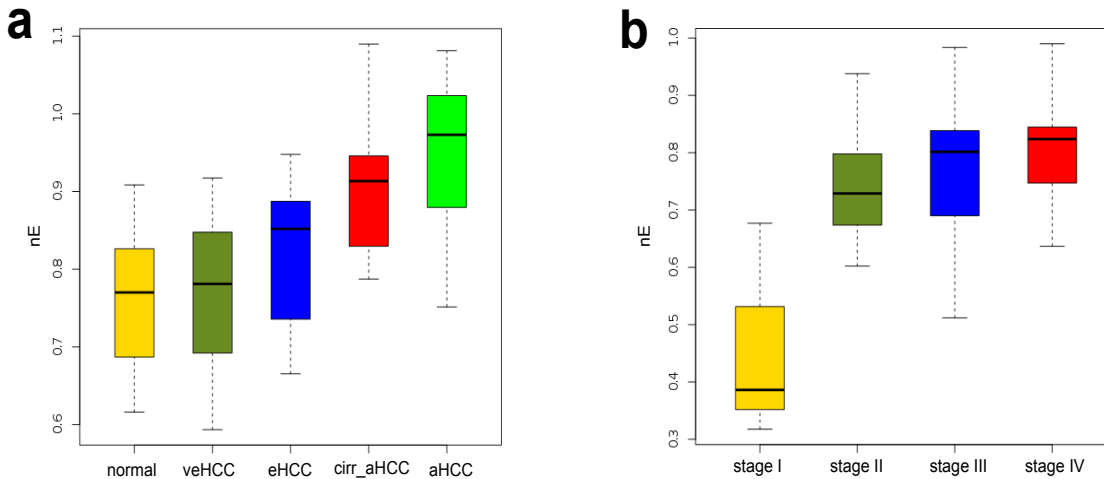 a
nE
1.1
1.0
0.9
0.8
0.7
0.6
normal veHCC eHCC cirr_aHCC aHCC
b
nE
1.0
0.9
0.8
0.7
0.6
0.5
0.4
0.3
stage I stage II stage III stage IV